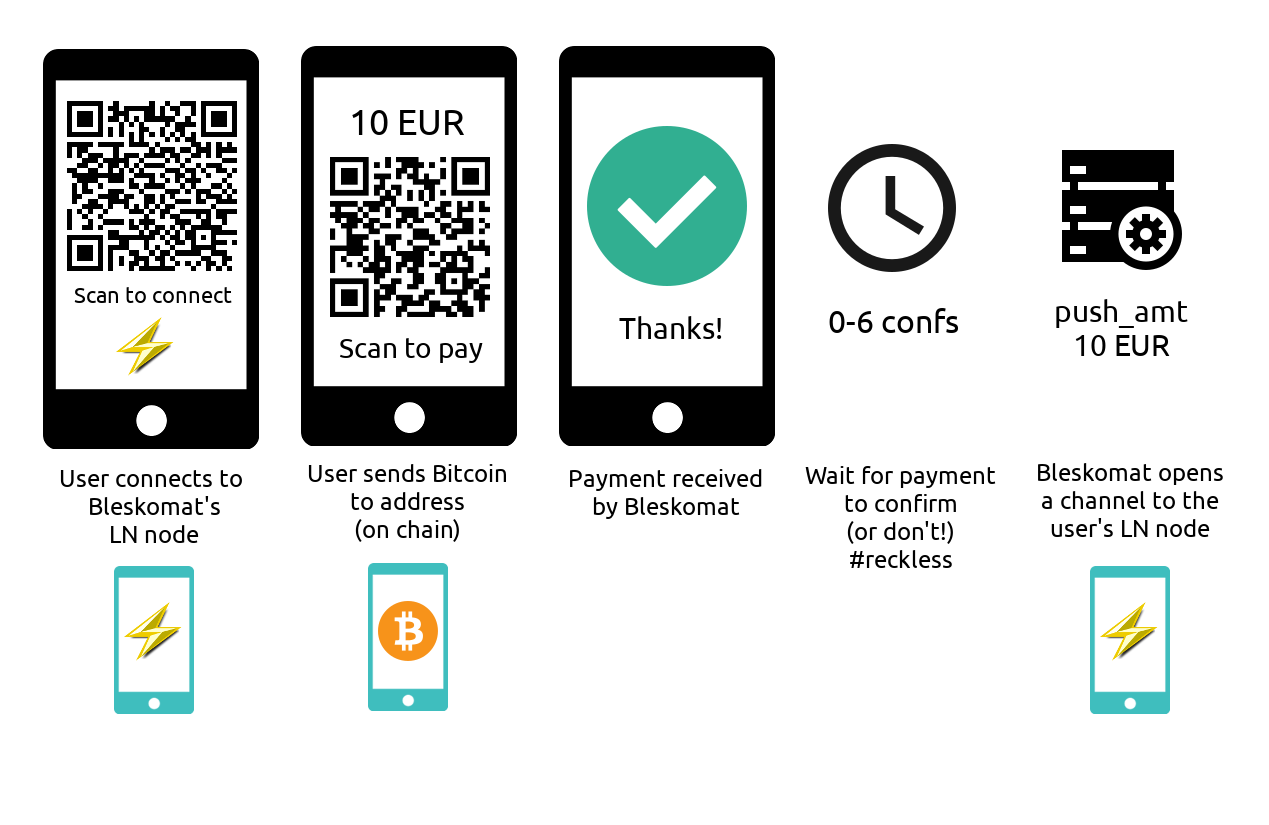 Scan to connect
User connects to
Bleskomat's
LN node
10 EUR
Scan to pay
User sends Bitcoin
to address
(on chain)
Thanks!
Payment received
by Bleskomat
0-6 confs
Wait for payment
to confirm
(or don't!)
#reckless
push_amt
10 EUR
Bleskomat opens
a channel to the
user's LN node